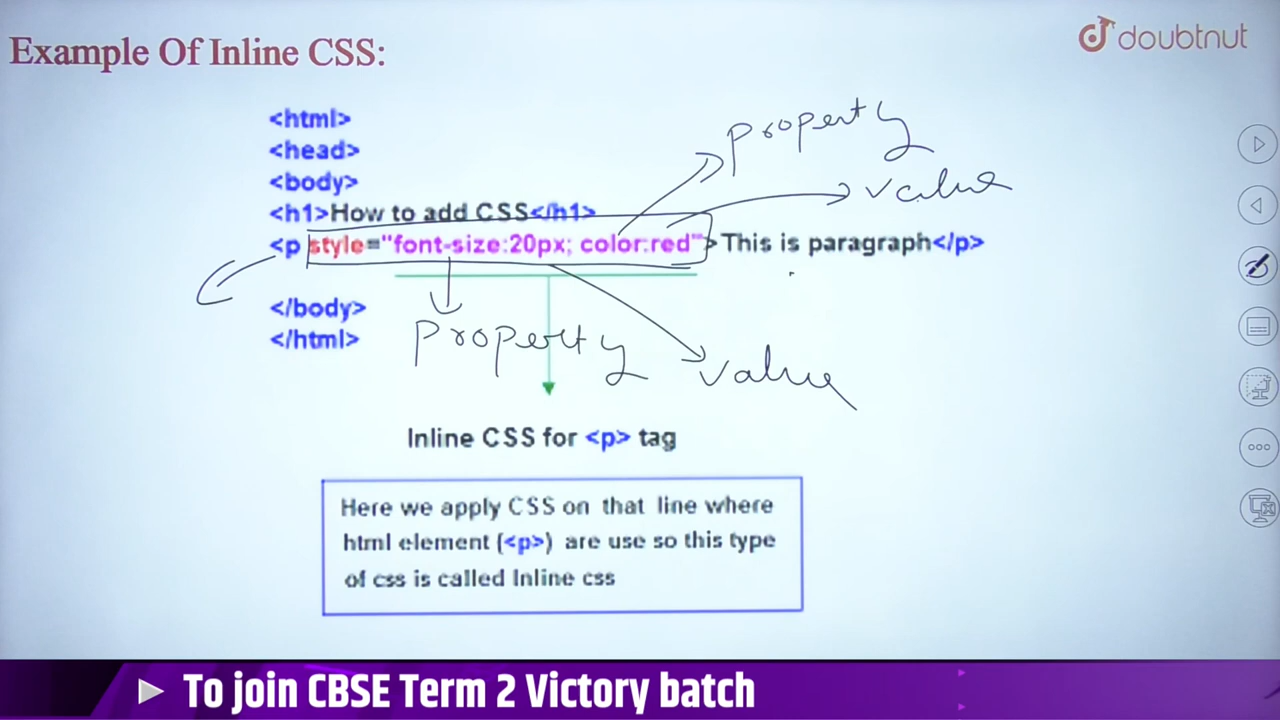 Example Of Inline CSS:
doubtnut
<html>
<head>
<body>
<h1>How to add CSS</h1>
<p style="font-size:20px; color:red">This is paragraph</p>
</body>
</html>
property
value
property
value
Inline CSS for <p> tag
Here we apply CSS on that line where
html element (<p>) are use so this type
of css is called Inline css
To join CBSE Term 2 Victory batch